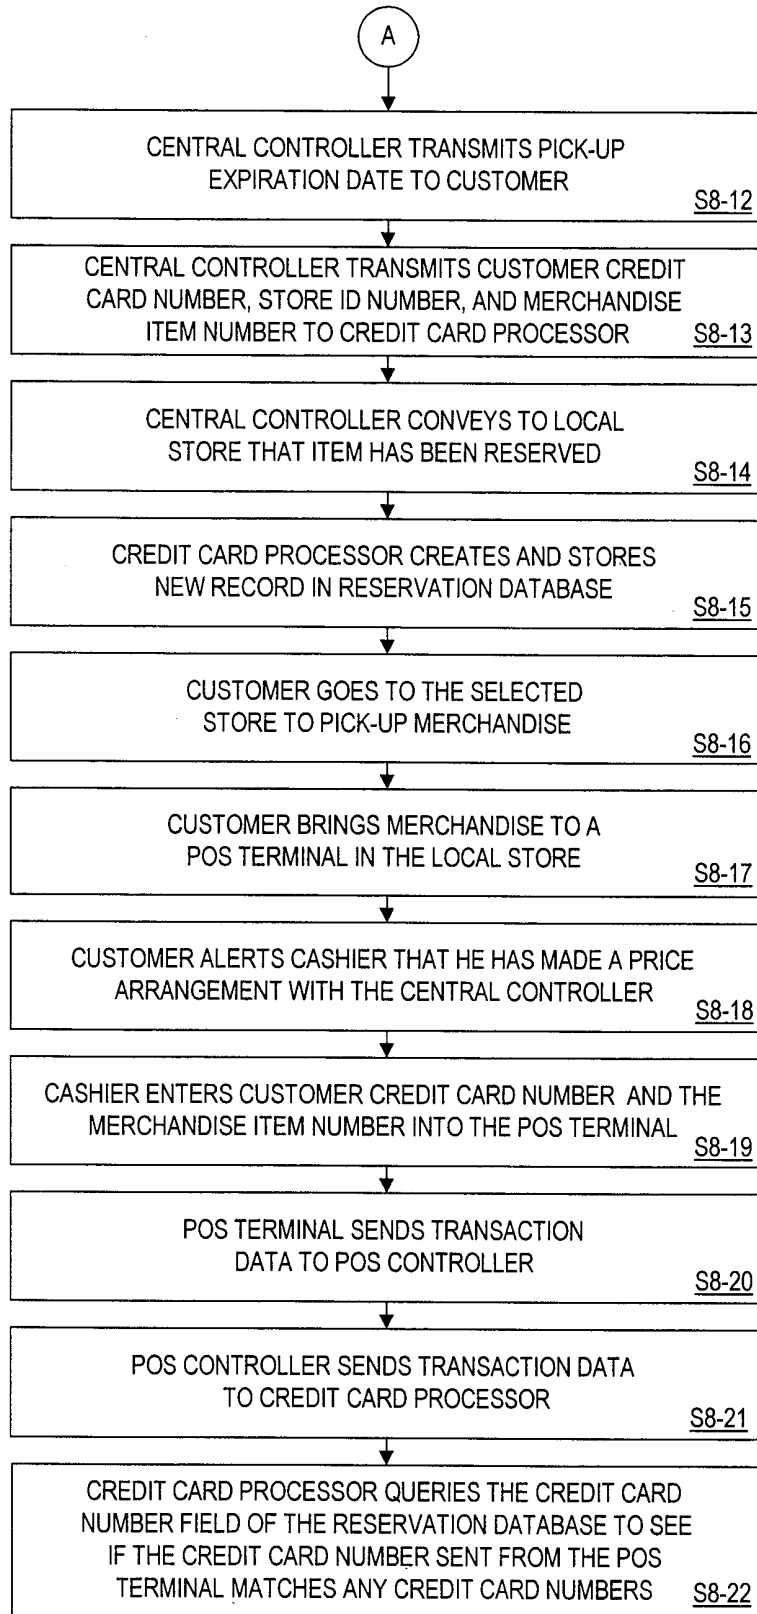 A
CENTRAL CONTROLLER TRANSMITS PICK-UP
EXPIRATION DATE TO CUSTOMER
S8-12
CENTRAL CONTROLLER TRANSMITS CUSTOMER CREDIT
CARD NUMBER, STORE ID NUMBER, AND MERCHANDISE
ITEM NUMBER TO CREDIT CARD PROCESSOR
S8-13
CENTRAL CONTROLLER CONVEYS TO LOCAL
STORE THAT ITEM HAS BEEN RESERVED
S8-14
CREDIT CARD PROCESSOR CREATES AND STORES
NEW RECORD IN RESERVATION DATABASE
S8-15
CUSTOMER GOES TO THE SELECTED
STORE TO PICK-UP MERCHANDISE
S8-16
CUSTOMER BRINGS MERCHANDISE TO A
POS TERMINAL IN THE LOCAL STORE
S8-17
CUSTOMER ALERTS CASHIER THAT HE HAS MADE A PRICE
ARRANGEMENT WITH THE CENTRAL CONTROLLER
S8-18
CASHIER ENTERS CUSTOMER CREDIT CARD NUMBER AND THE
MERCHANDISE ITEM NUMBER INTO THE POS TERMINAL
S8-19
POS TERMINAL SENDS TRANSACTION
DATA TO POS CONTROLLER
S8-20
POS CONTROLLER SENDS TRANSACTION DATA
TO CREDIT CARD PROCESSOR
S8-21
CREDIT CARD PROCESSOR QUERIES THE CREDIT CARD
NUMBER FIELD OF THE RESERVATION DATABASE TO SEE
IF THE CREDIT CARD NUMBER SENT FROM THE POS
TERMINAL MATCHES ANY CREDIT CARD NUMBERS
S8-22